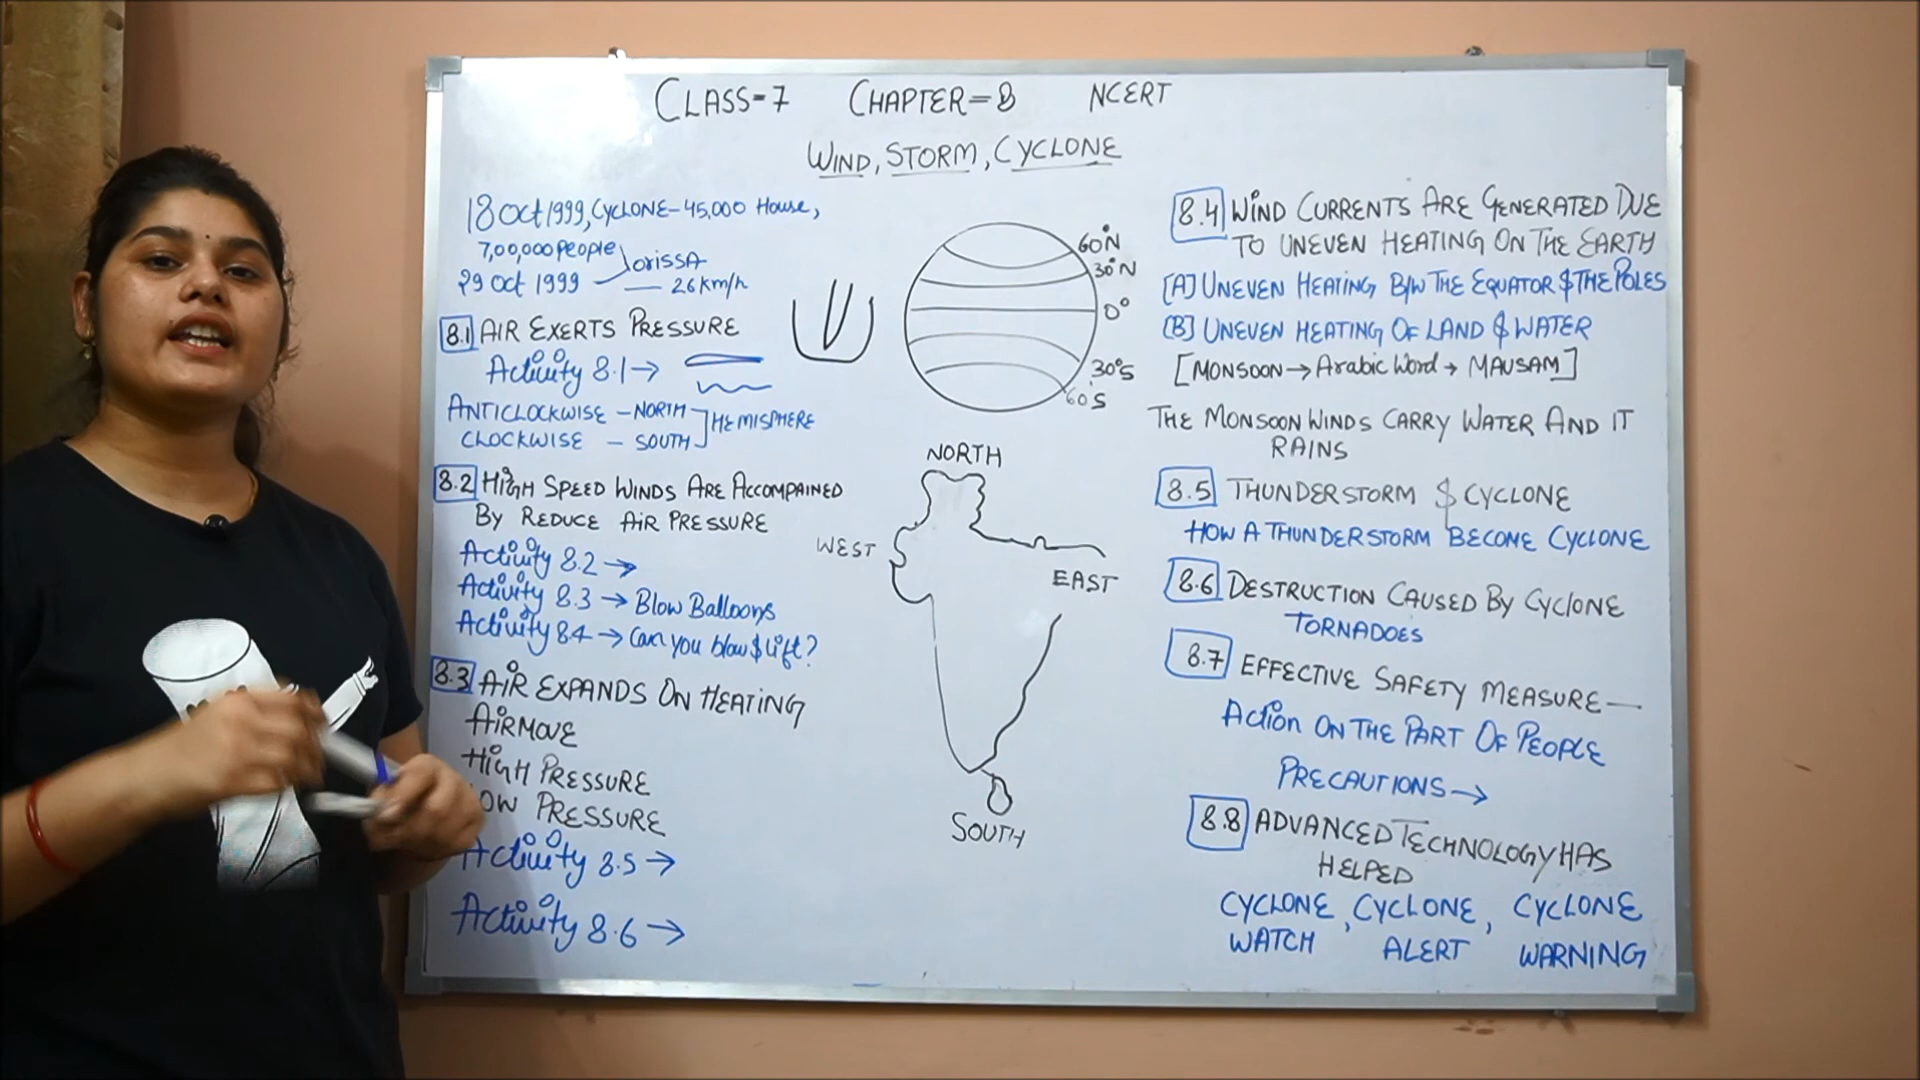 CLASS-7 CHAPTER-8 NCERT
WIND, STORM, CYCLONE
18 Oct 1999, CYCLONE-45,000 House,
7,00,000 People
Orissa
29 Oct 1999 — 26 km/h
8.1 AIR EXERTS PRESSURE
Activity 8.1→
ANTICLOCKWISE - NORTH
HEMISPHERE
CLOCKWISE - SOUTH
8.2 HIGH SPEED WINDS ARE ACCOMPAINED
BY REDUCE AIR PRESSURE
Activity 8.2 →
Activity 8.3 → Blow Balloons
Activity 8.4 → Can you blow & lift?
8.3 AIR EXPANDS ON HEATING
AIR MOVE
HIGH PRESSURE
OW PRESSURE
Activity 8.5 →
Activity 8.6 →
60°N
30°N
0°
30°S
60°S
NORTH
WEST
EAST
SOUTH
8.4 WIND CURRENTS ARE GENERATED DUE
TO UNEVEN HEATING ON THE EARTH
[A] UNEVEN HEATING B/W THE EQUATOR & THE POLES
[B] UNEVEN HEATING OF LAND & WATER
[MONSOON → Arabic Word → MAUSAM]
THE MONSOON WINDS CARRY WATER AND IT
RAINS
8.5 THUNDERSTORM & CYCLONE
HOW A THUNDERSTORM BECOME CYCLONE
8.6 DESTRUCTION CAUSED BY CYCLONE
TORNADOES
8.7 EFFECTIVE SAFETY MEASURE —
Action ON THE PART OF PEOPLE
PRECAUTIONS →
8.8 ADVANCED TECHNOLOGY HAS
HELPED
CYCLONE, CYCLONE, CYCLONE
WATCH ALERT WARNING